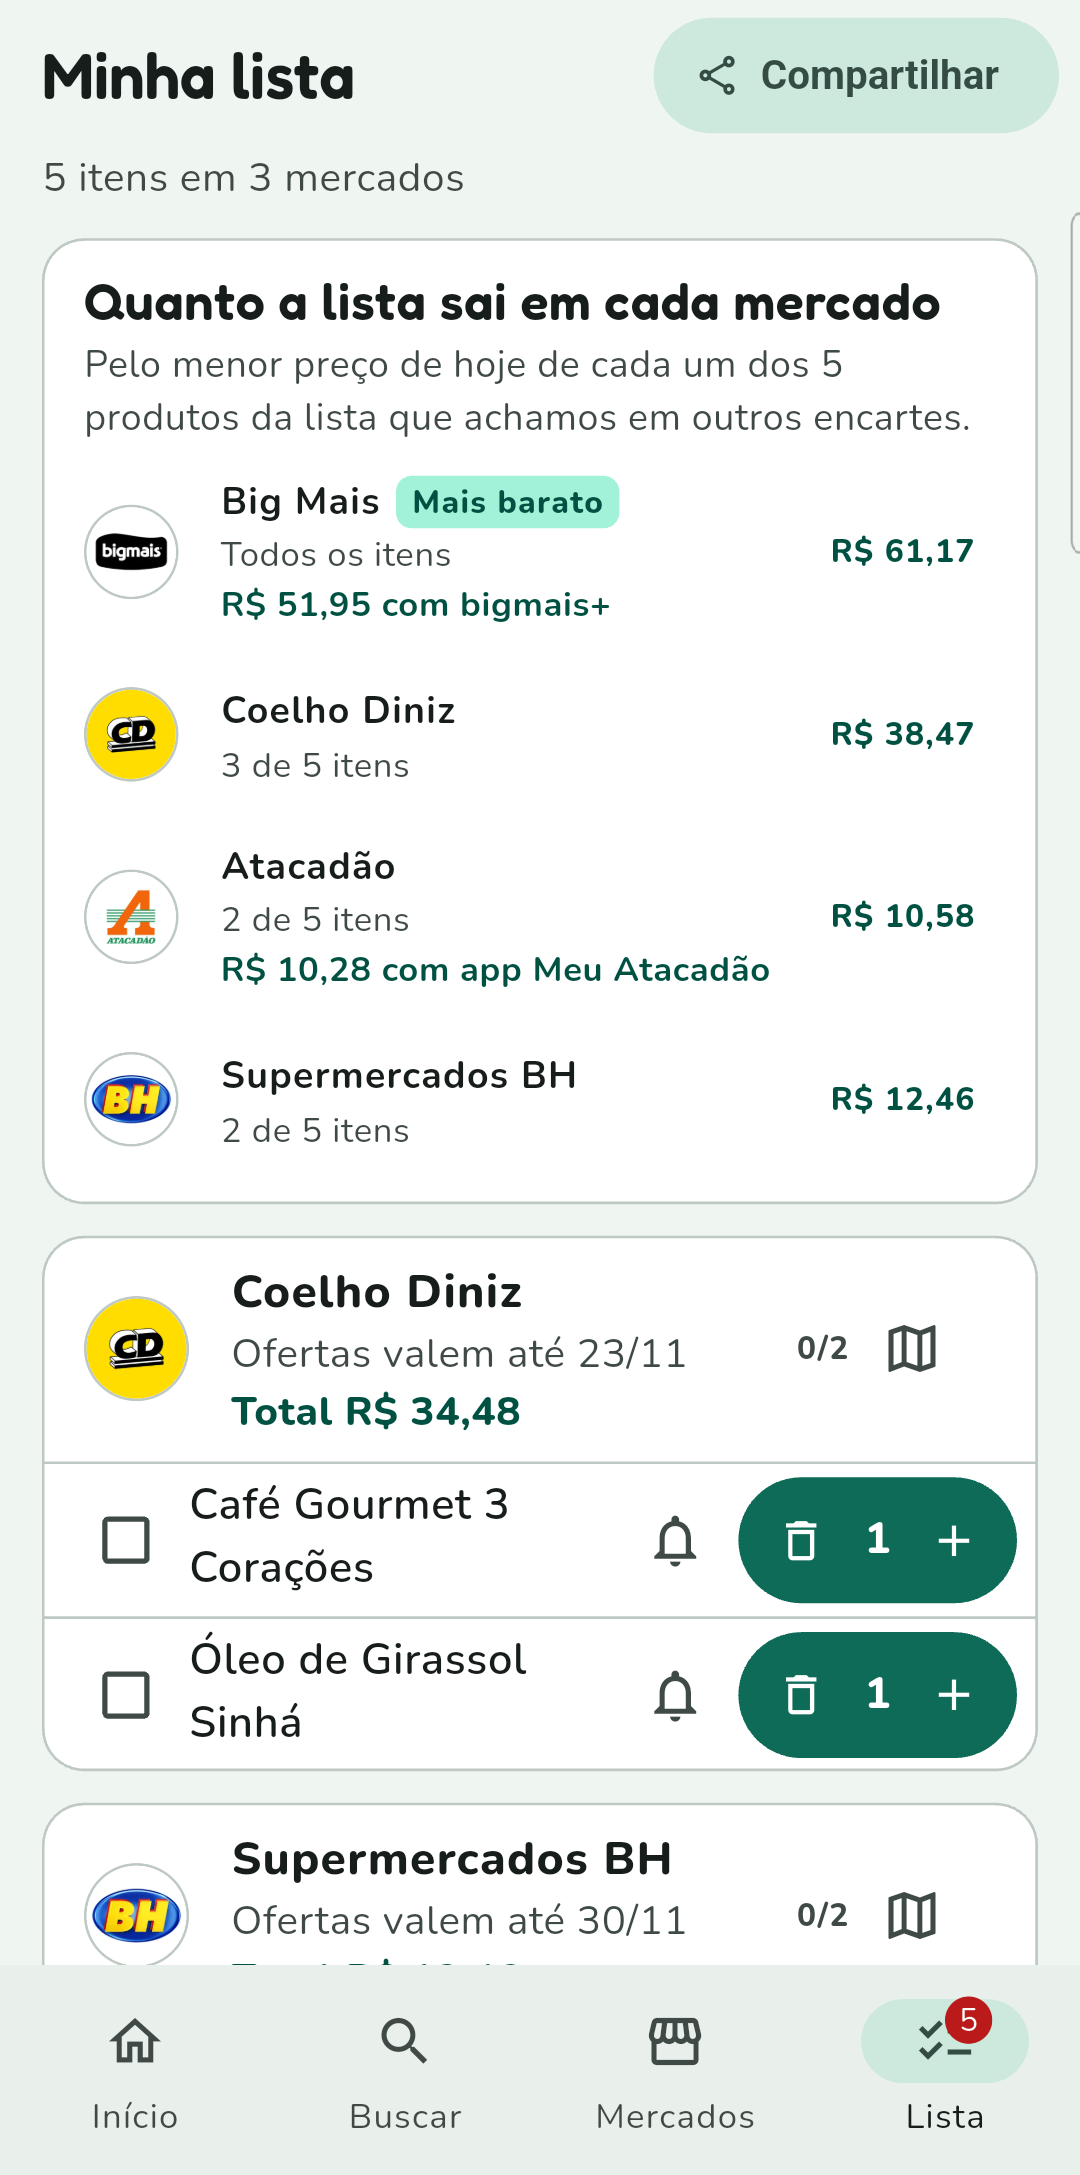 Minha lista
Compartilhar
5 itens em 3 mercados
Quanto a lista sai em cada mercado
Pelo menor preço de hoje de cada um dos 5
produtos da lista que achamos em outros encartes.
bigmais
Big Mais
Mais barato
Todos os itens
R$ 51,95 com bigmais+
R$ 61,17
CD
Coelho Diniz
3 de 5 itens
R$ 38,47
A
ATACADÃO
Atacadão
2 de 5 itens
R$ 10,28 com app Meu Atacadão
R$ 10,58
BH
Supermercados BH
2 de 5 itens
R$ 12,46
CD
Coelho Diniz
Ofertas valem até 23/11
Total R$ 34,48
0/2
Café Gourmet 3
Corações
1
Óleo de Girassol
Sinhá
1
BH
Supermercados BH
Ofertas valem até 30/11
0/2
5
Início
Buscar
Mercados
Lista